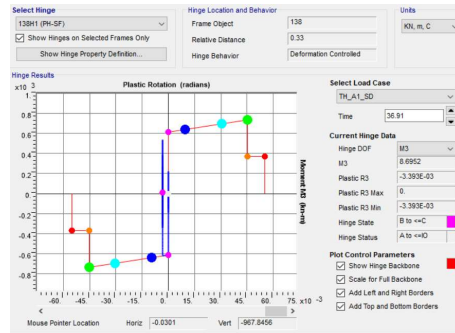 Select Hinge
138H1 (PH-SF)
Show Hinges on Selected Frames Only
Show Hinge Property Definition...
Hinge Location and Behavior
Frame Object 138
Relative Distance 0.33
Hinge Behavior Deformation Controlled
Units
KN, m, C
Hinge Results
x10 3 Plastic Rotation (radians)
1.
0.8
0.6
0.4
0.2
0.
-0.2
-0.4
-0.6
-0.8
Moment M3 (kn-m)
-60. -45. -30. -15. 0. 15. 30. 45. 60. 75. x10 -3
Mouse Pointer Location Horiz -0.0301 Vert -967.8456
Select Load Case
TH_A1_SD
Time 36.91
Current Hinge Data
Hinge DOF M3
M3 8.6952
Plastic R3 -3.393E-03
Plastic R3 Max 0.
Plastic R3 Min -3.393E-03
Hinge State B to <=C
Hinge Status A to <=IO
Plot Control Parameters
Show Hinge Backbone
Scale for Full Backbone
Add Left and Right Borders
Add Top and Bottom Borders